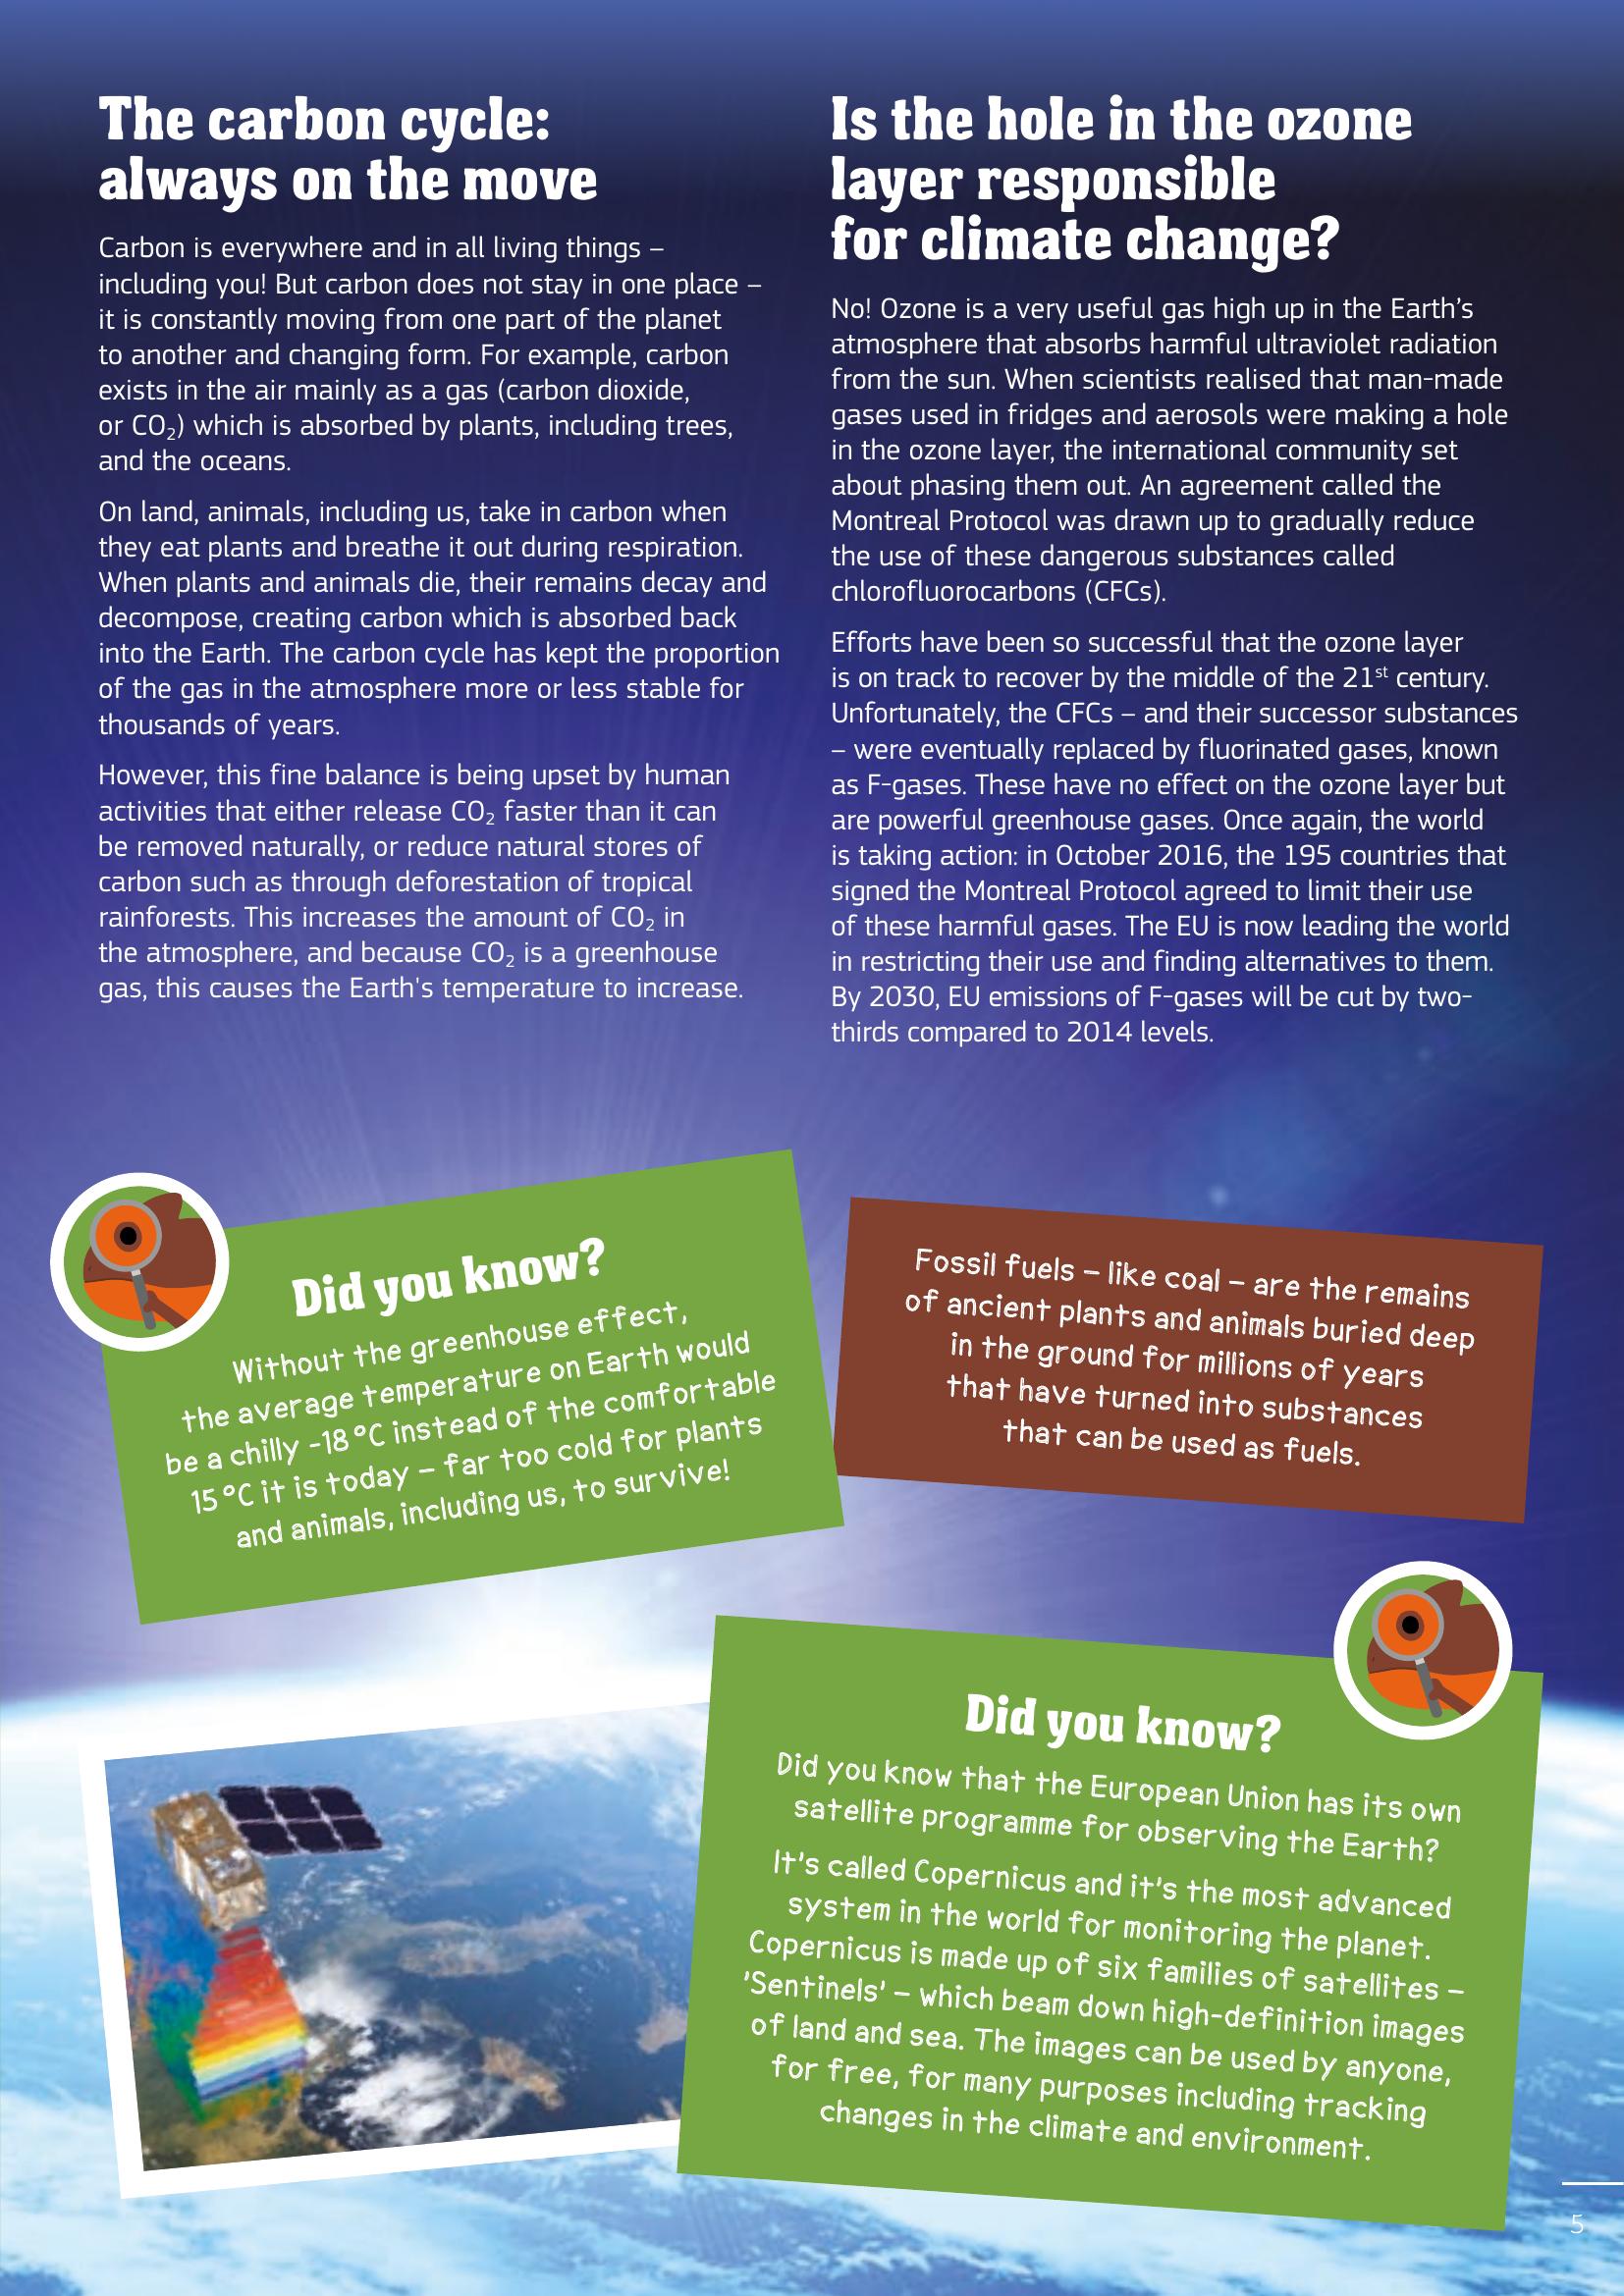 The carbon cycle:
always on the move
Carbon is everywhere and in all living things –
including you! But carbon does not stay in one place –
it is constantly moving from one part of the planet
to another and changing form. For example, carbon
exists in the air mainly as a gas (carbon dioxide,
or CO₂) which is absorbed by plants, including trees,
and the oceans.
On land, animals, including us, take in carbon when
they eat plants and breathe it out during respiration.
When plants and animals die, their remains decay and
decompose, creating carbon which is absorbed back
into the Earth. The carbon cycle has kept the proportion
of the gas in the atmosphere more or less stable for
thousands of years.
However, this fine balance is being upset by human
activities that either release CO₂ faster than it can
be removed naturally, or reduce natural stores of
carbon such as through deforestation of tropical
rainforests. This increases the amount of CO₂ in
the atmosphere, and because CO₂ is a greenhouse
gas, this causes the Earth's temperature to increase.
Is the hole in the ozone
layer responsible
for climate change?
No! Ozone is a very useful gas high up in the Earth’s
atmosphere that absorbs harmful ultraviolet radiation
from the sun. When scientists realised that man-made
gases used in fridges and aerosols were making a hole
in the ozone layer, the international community set
about phasing them out. An agreement called the
Montreal Protocol was drawn up to gradually reduce
the use of these dangerous substances called
chlorofluorocarbons (CFCs).
Efforts have been so successful that the ozone layer
is on track to recover by the middle of the 21st century.
Unfortunately, the CFCs – and their successor substances
– were eventually replaced by fluorinated gases, known
as F-gases. These have no effect on the ozone layer but
are powerful greenhouse gases. Once again, the world
is taking action: in October 2016, the 195 countries that
signed the Montreal Protocol agreed to limit their use
of these harmful gases. The EU is now leading the world
in restricting their use and finding alternatives to them.
By 2030, EU emissions of F-gases will be cut by two-
thirds compared to 2014 levels.
Did you know?
Without the greenhouse effect,
the average temperature on Earth would
be a chilly -18 °C instead of the comfortable
15 °C it is today – far too cold for plants
and animals, including us, to survive!
Fossil fuels – like coal – are the remains
of ancient plants and animals buried deep
in the ground for millions of years
that have turned into substances
that can be used as fuels.
Did you know?
Did you know that the European Union has its own
satellite programme for observing the Earth?
It's called Copernicus and it's the most advanced
system in the world for monitoring the planet.
Copernicus is made up of six families of satellites –
'Sentinels' – which beam down high-definition images
of land and sea. The images can be used by anyone,
for free, for many purposes including tracking
changes in the climate and environment.
5